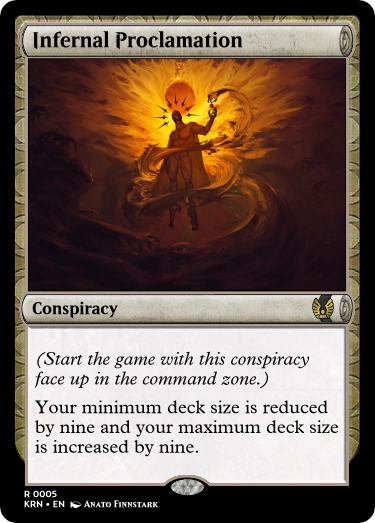 Infernal Proclamation
Conspiracy
(Start the game with this conspiracy
face up in the command zone.)
Your minimum deck size is reduced
by nine and your maximum deck size
is increased by nine.
R 0005
KRN • EN Anato Finnstark